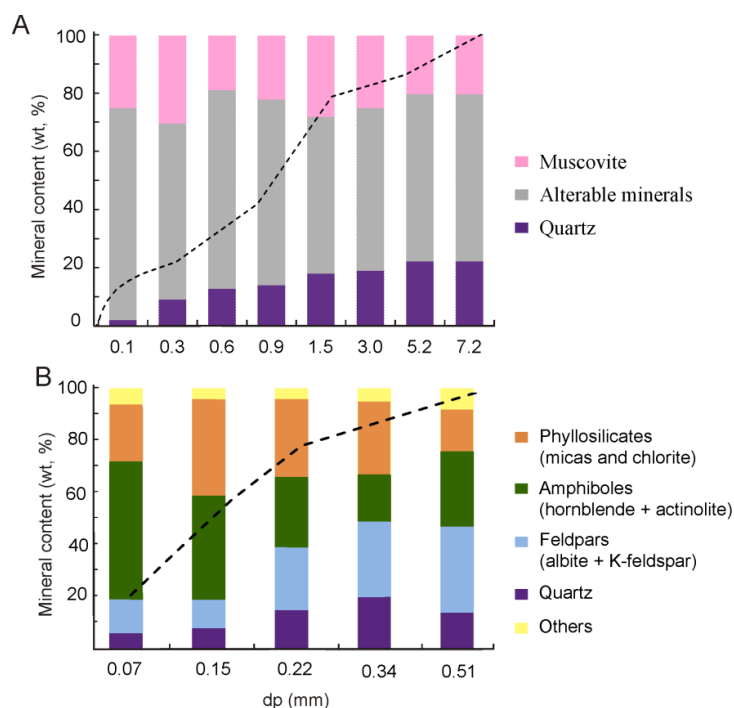 A
Mineral content (wt, %)
100
80
60
40
20
0
0.1 0.3 0.6 0.9 1.5 3.0 5.2 7.2
Muscovite
Alterable minerals
Quartz
B
Mineral content (wt, %)
100
80
60
40
20
0.07 0.15 0.22 0.34 0.51
dp (mm)
Phyllosilicates
(micas and chlorite)
Amphiboles
(hornblende + actinolite)
Feldpars
(albite + K-feldspar)
Quartz
Others